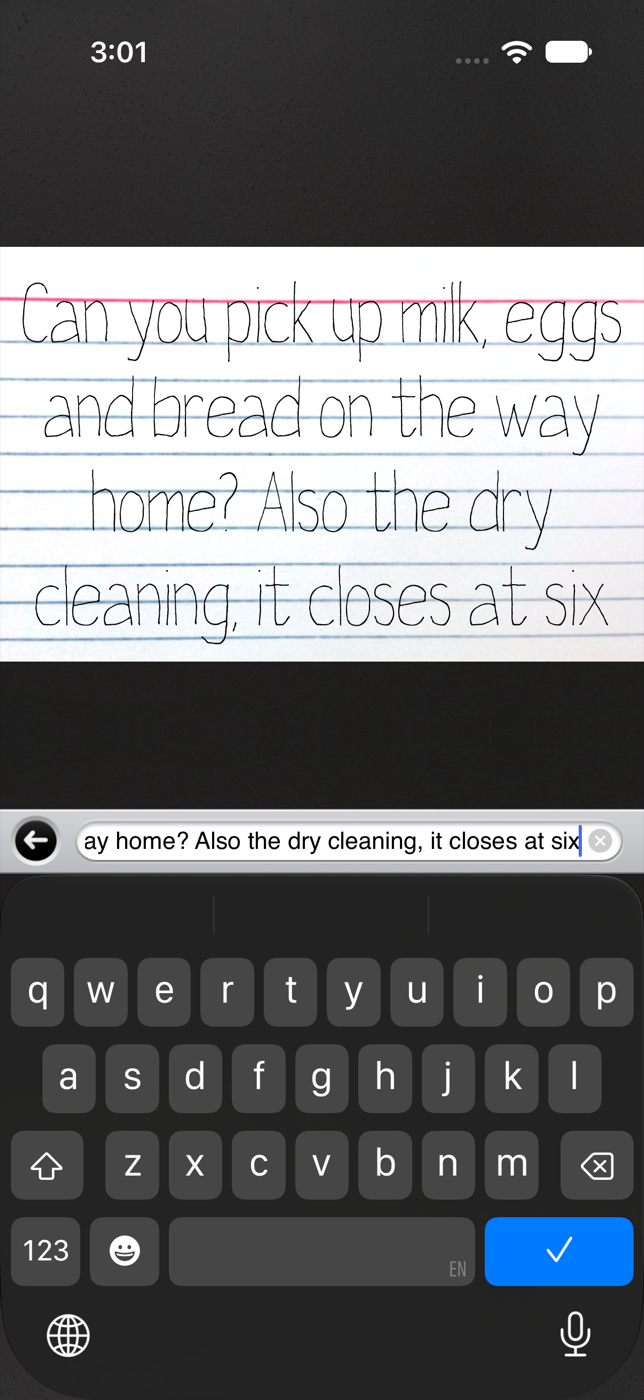 3:01
Can you pick up milk, eggs
and bread on the way
home? Also the dry
cleaning, it closes at six
ay home? Also the dry cleaning, it closes at six
q w e r t y u i o p
a s d f g h j k l
z x c v b n m
123
EN